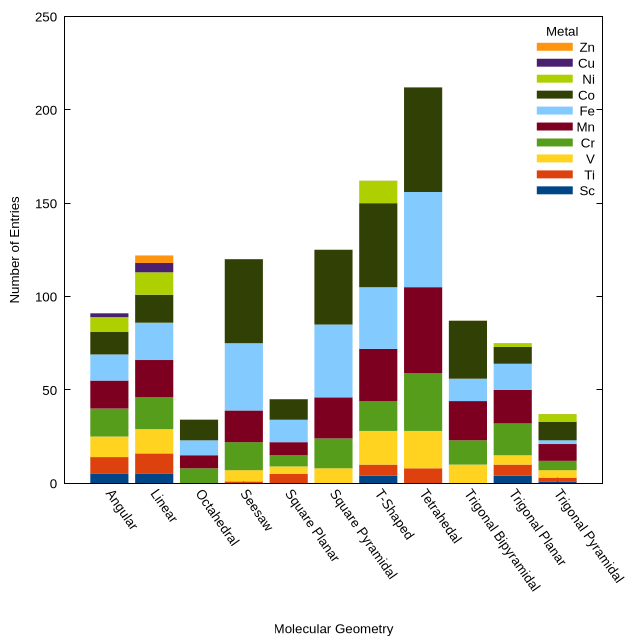 250
200
150
100
50
0
Number of Entries
Metal
Zn
Cu
Ni
Co
Fe
Mn
Cr
V
Ti
Sc
Angular
Linear
Octahedral
Seesaw
Square Planar
Square Pyramidal
T-Shaped
Tetrahedal
Trigonal Bipyramidal
Trigonal Planar
Trigonal Pyramidal
Molecular Geometry